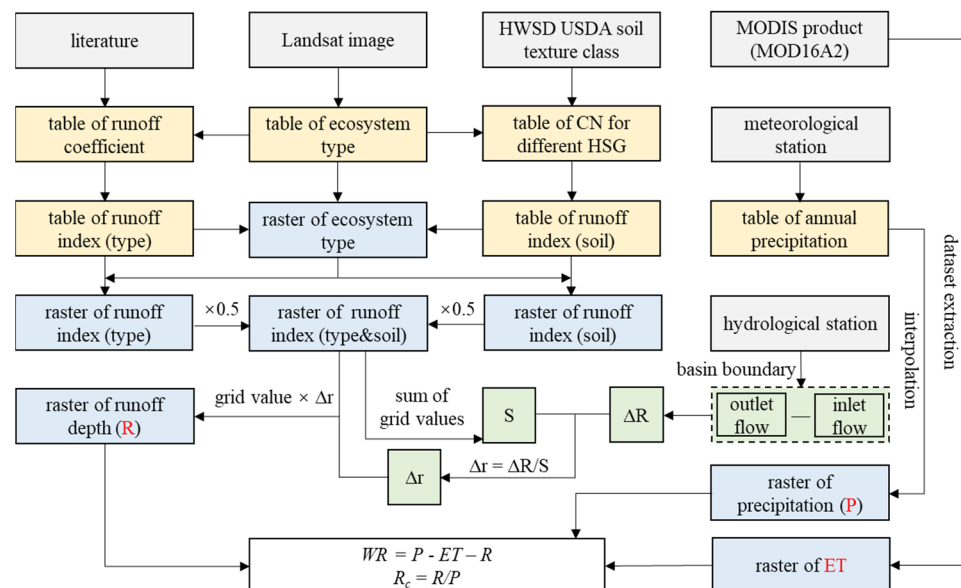 literature
Landsat image
HWSD USDA soil
texture class
MODIS product
(MOD16A2)
table of runoff
coefficient
table of ecosystem
type
table of CN for
different HSG
meteorological
station
table of runoff
index (type)
raster of ecosystem
type
table of runoff
index (soil)
table of annual
precipitation
dataset extraction
interpolation
raster of runoff
index (type)
×0.5
raster of runoff
index (type&soil)
×0.5
raster of runoff
index (soil)
hydrological station
basin boundary
raster of runoff
depth (R)
grid value × Δr
sum of
grid values
S
ΔR
outlet
flow
—
inlet
flow
Δr
Δr = ΔR/S
raster of
precipitation (P)
WR = P - ET – R
Rc = R/P
raster of ET